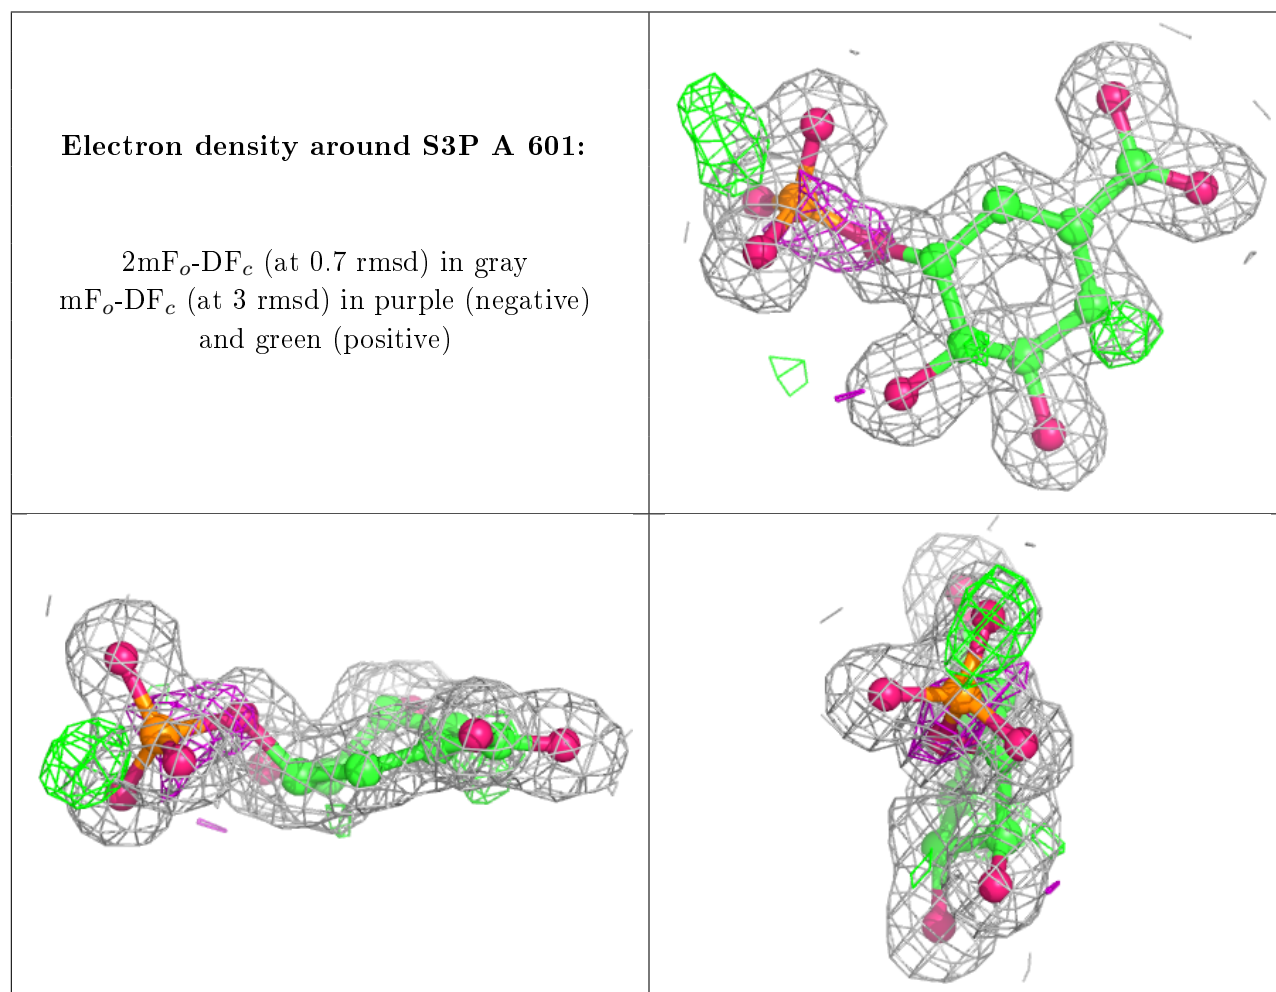 Electron density around S3P A 601:
2mFo-DFc (at 0.7 rmsd) in gray
mFo-DFc (at 3 rmsd) in purple (negative)
and green (positive)